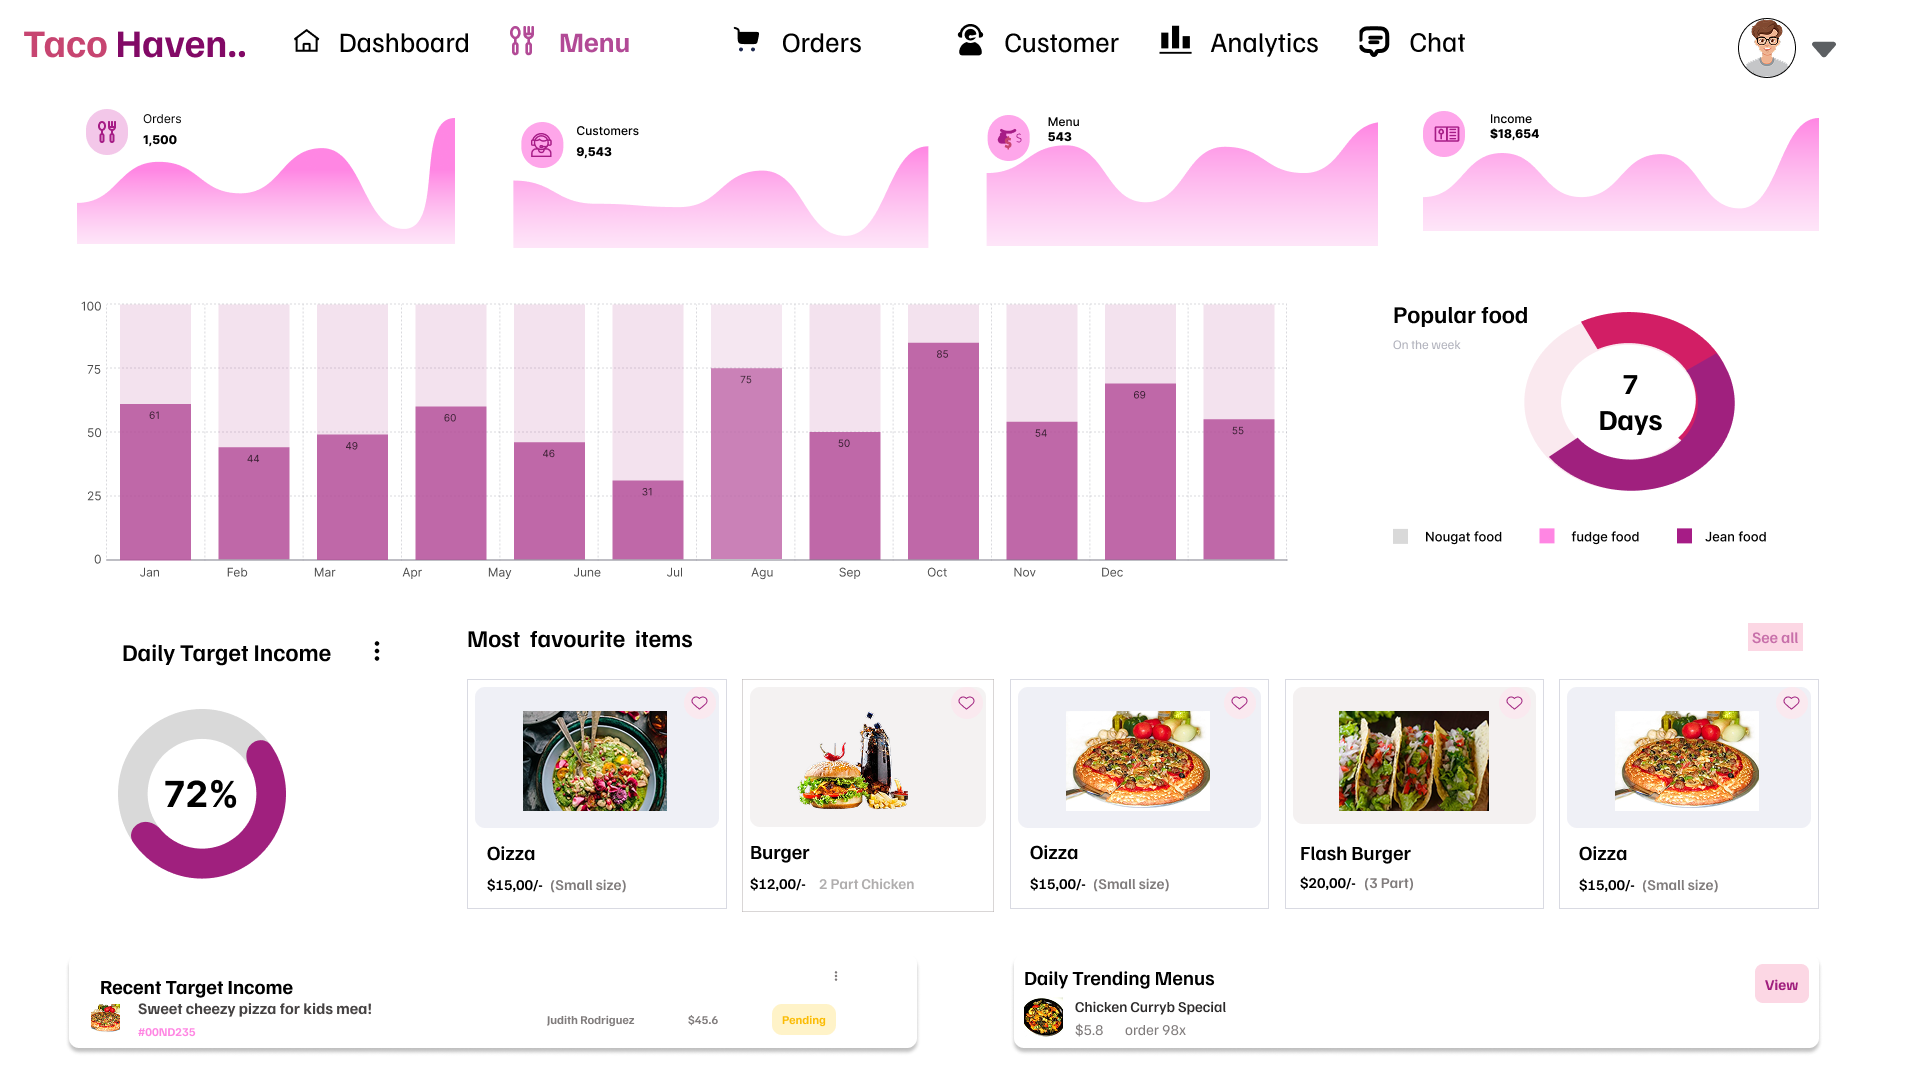 Taco Haven..
Dashboard
Menu
Orders
Customer
Analytics
Chat
Orders
1,500
Customers
9,543
Menu
543
Income
$18,654
100
75
50
25
0
61
44
49
60
46
31
75
50
85
54
69
55
Jan
Feb
Mar
Apr
May
June
Jul
Agu
Sep
Oct
Nov
Dec
Popular food
On the week
7
Days
Nougat food
fudge food
Jean food
Daily Target Income
72%
Most favourite items
See all
Oizza
$15,00/- (Small size)
Burger
$12,00/- 2 Part Chicken
Oizza
$15,00/- (Small size)
Flash Burger
$20,00/- (3 Part)
Oizza
$15,00/- (Small size)
Recent Target Income
Sweet cheezy pizza for kids mea!
#00ND235
Judith Rodriguez
$45.6
Pending
Daily Trending Menus
View
Chicken Curryb Special
$5.8 order 98x